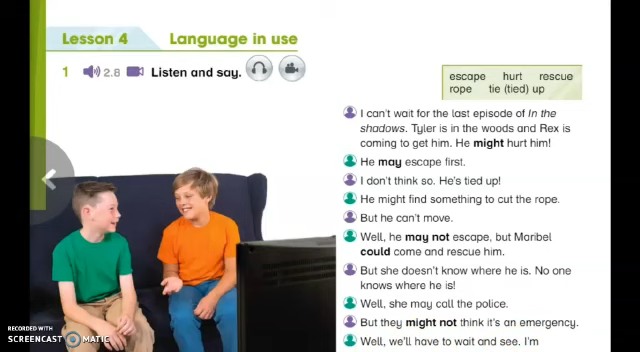 Lesson 4 Language in use
1 2.8 Listen and say.
escape hurt rescue
rope tie (tied) up
I can't wait for the last episode of In the
shadows. Tyler is in the woods and Rex is
coming to get him. He might hurt him!
He may escape first.
I don't think so. He's tied up!
He might find something to cut the rope.
But he can't move.
Well, he may not escape, but Maribel
could come and rescue him.
But she doesn't know where he is. No one
knows where he is!
Well, she may call the police.
But they might not think it's an emergency.
Well, we'll have to wait and see. I'm
RECORDED WITH
SCREENCAST MATIC